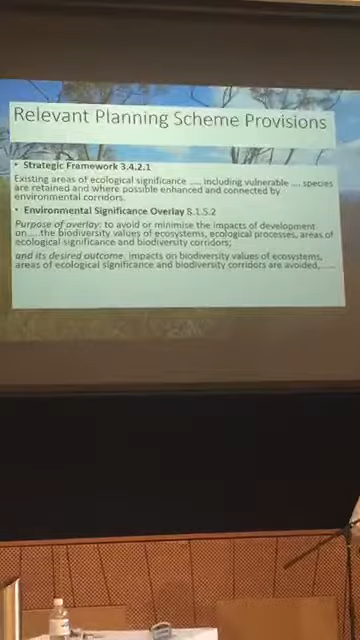 Relevant Planning Scheme Provisions
• Strategic Framework 3.4.2.1
Existing areas of ecological significance ...., including vulnerable .... species
are retained and where possible enhanced and connected by
environmental corridors.
• Environmental Significance Overlay 8.1.5.2
Purpose of overlay: to avoid or minimise the impacts of development
on.....the biodiversity values of ecosystems, ecological processes, areas of
ecological significance and biodiversity corridors;
and its desired outcome impacts on biodiversity values of ecosystems,
areas of ecological significance and biodiversity corridors are avoided,.....